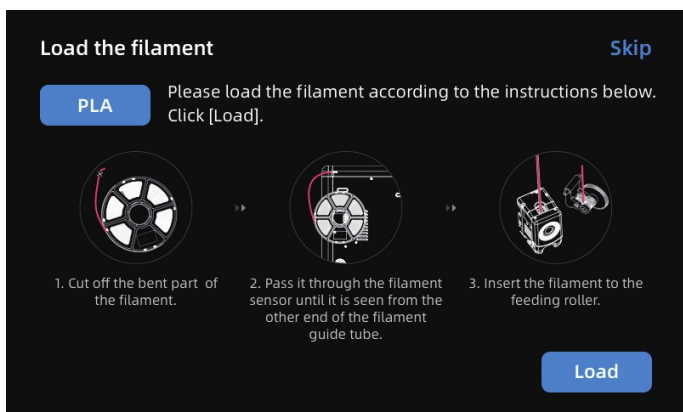 Load the filament
Skip
PLA
Please load the filament according to the instructions below.
Click [Load].
1. Cut off the bent part of
the filament.
2. Pass it through the filament
sensor until it is seen from the
other end of the filament
guide tube.
3. Insert the filament to the
feeding roller.
Load